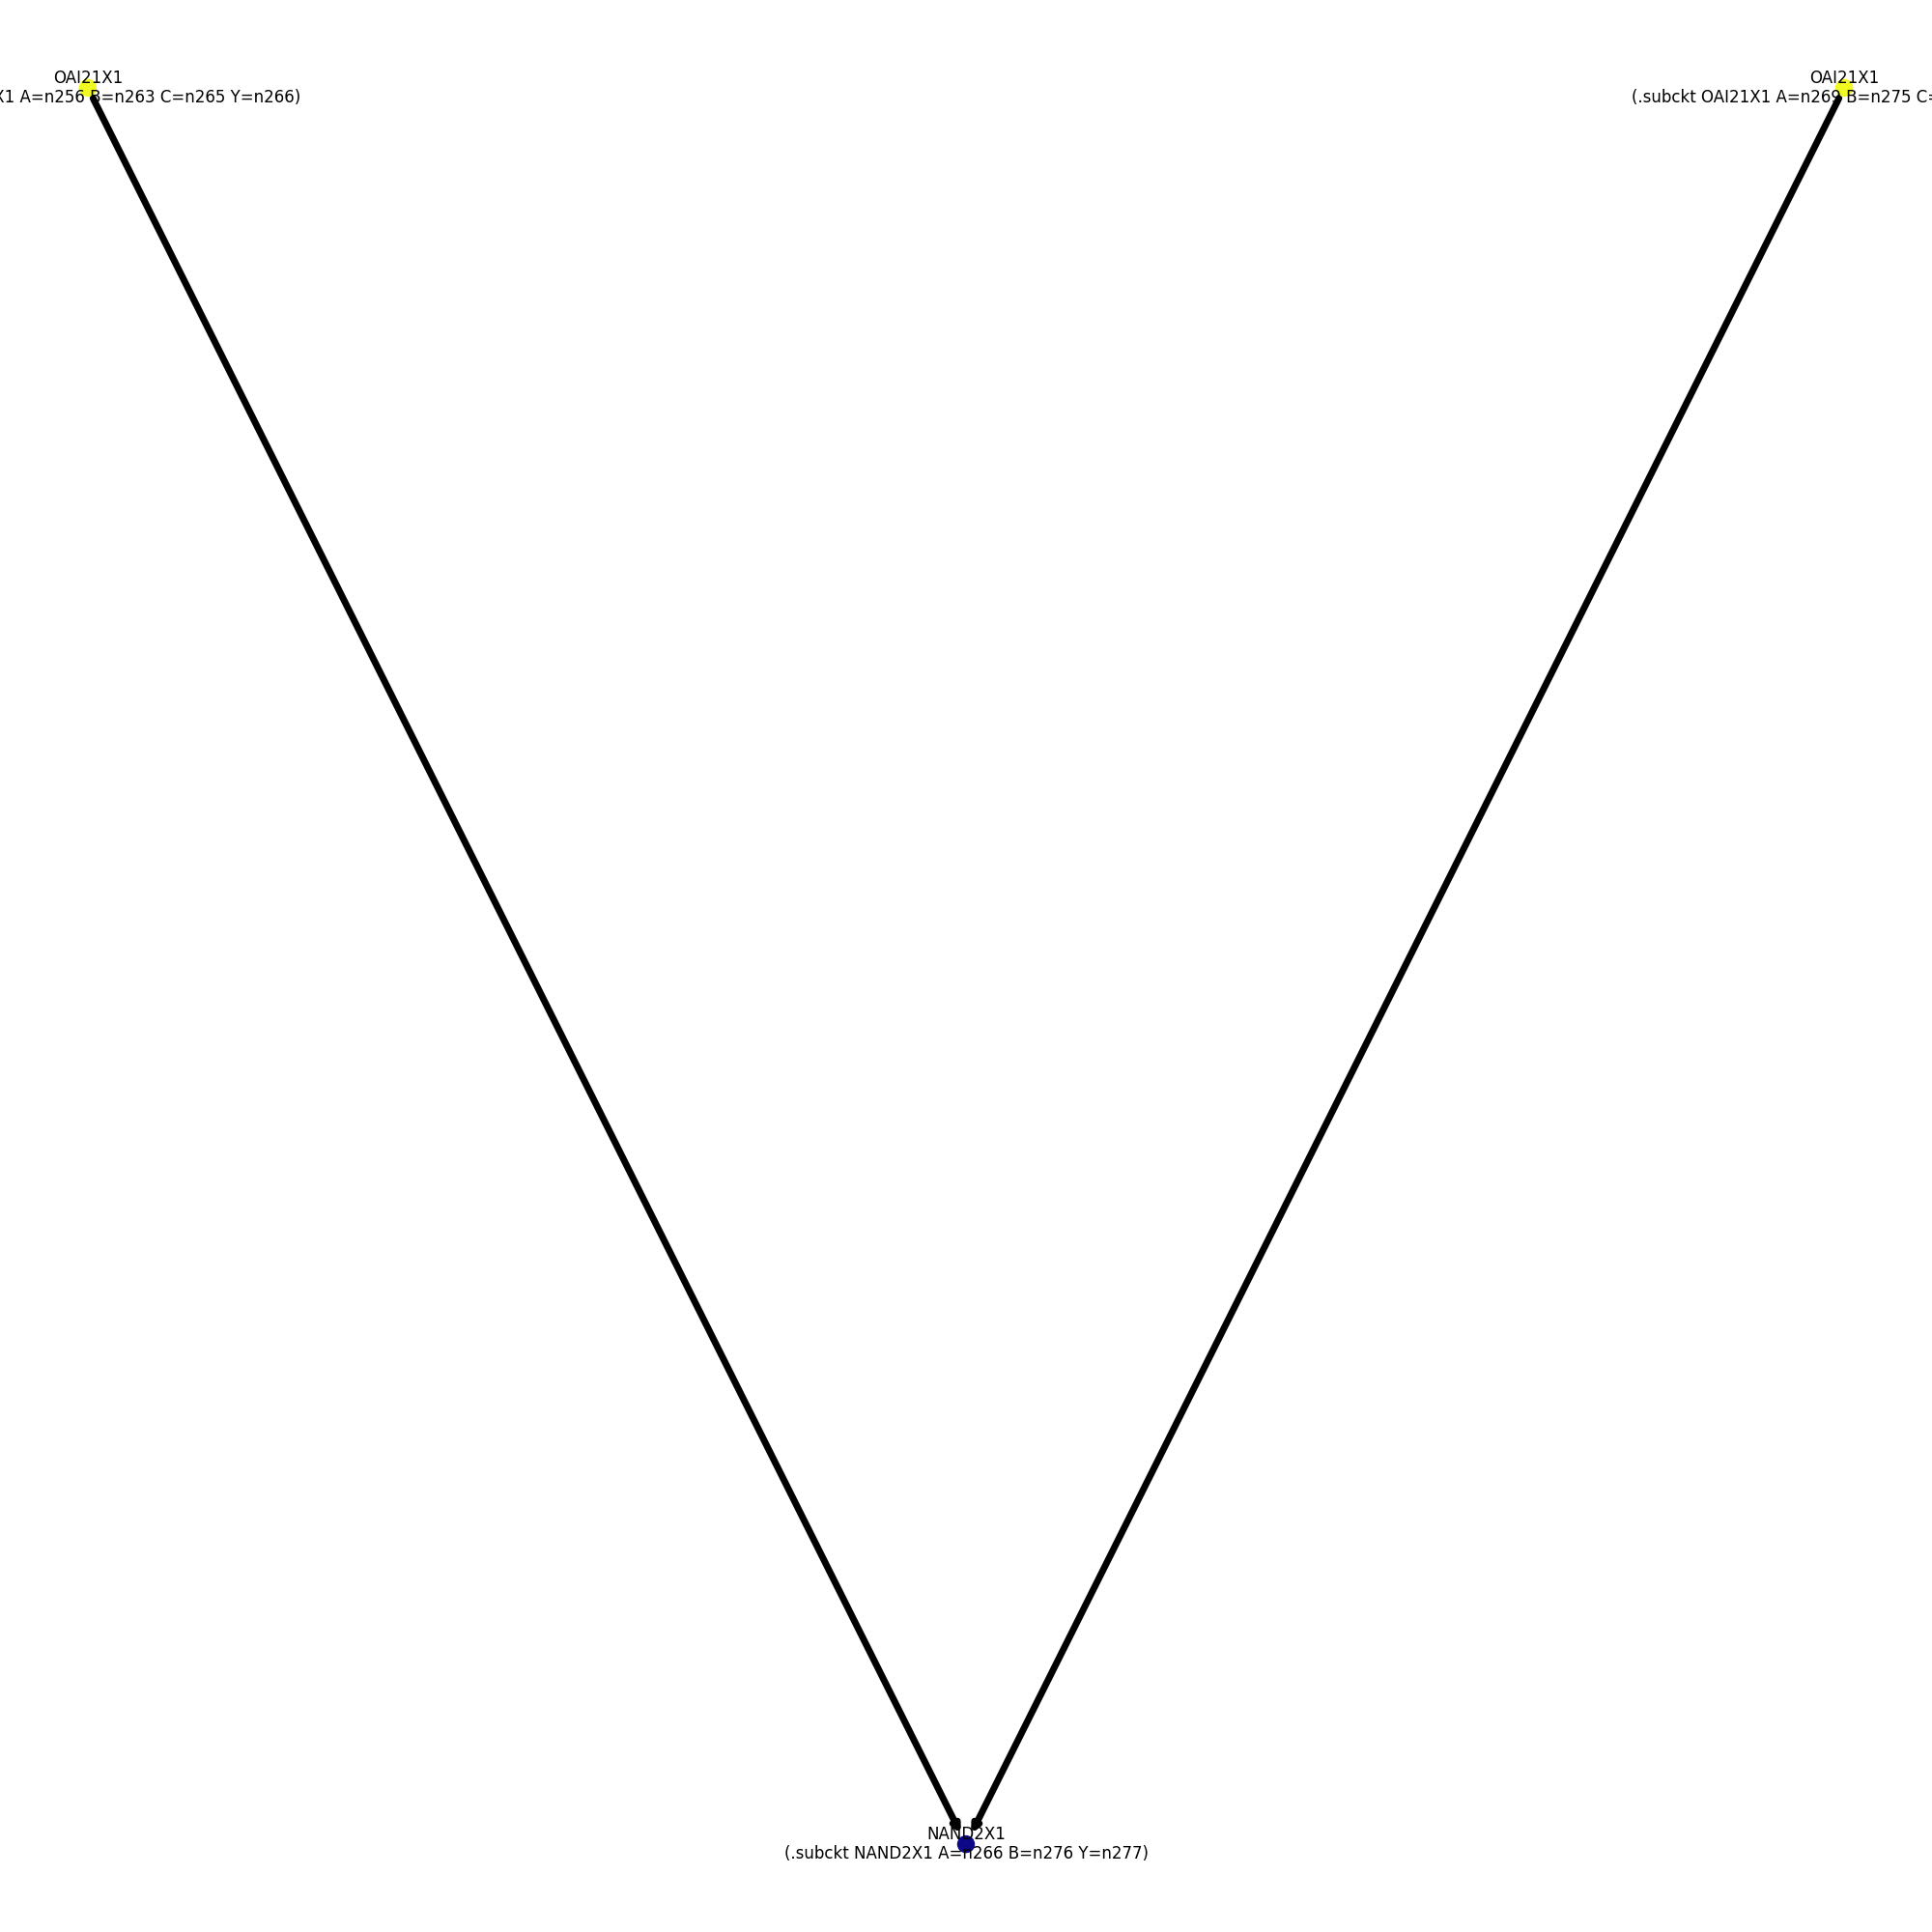 OAI21X1
X1 A=n256 B=n263 C=n265 Y=n266)
OAI21X1
(.subckt OAI21X1 A=n269 B=n275 C=
NAND2X1
(.subckt NAND2X1 A=n266 B=n276 Y=n277)